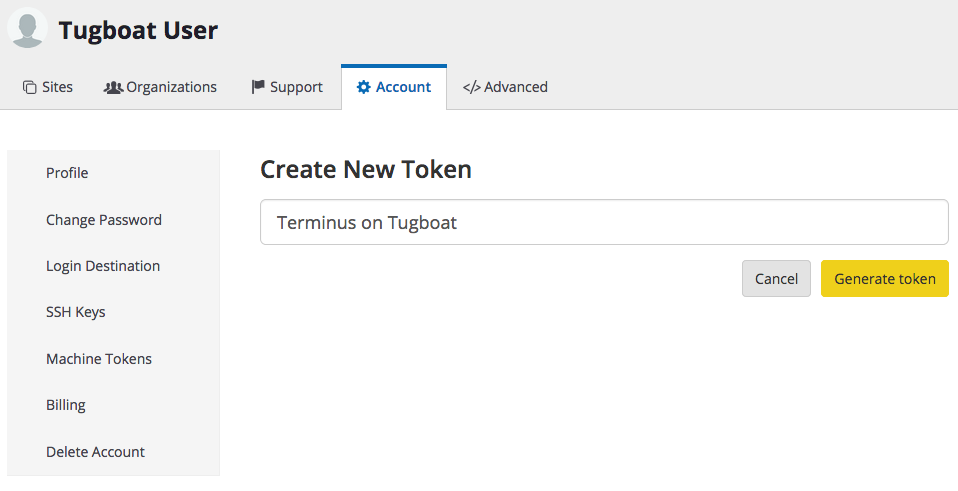 Tugboat User
Sites Organizations Support Account </> Advanced
Profile
Change Password
Login Destination
SSH Keys
Machine Tokens
Billing
Delete Account
Create New Token
Terminus on Tugboat
Cancel Generate token